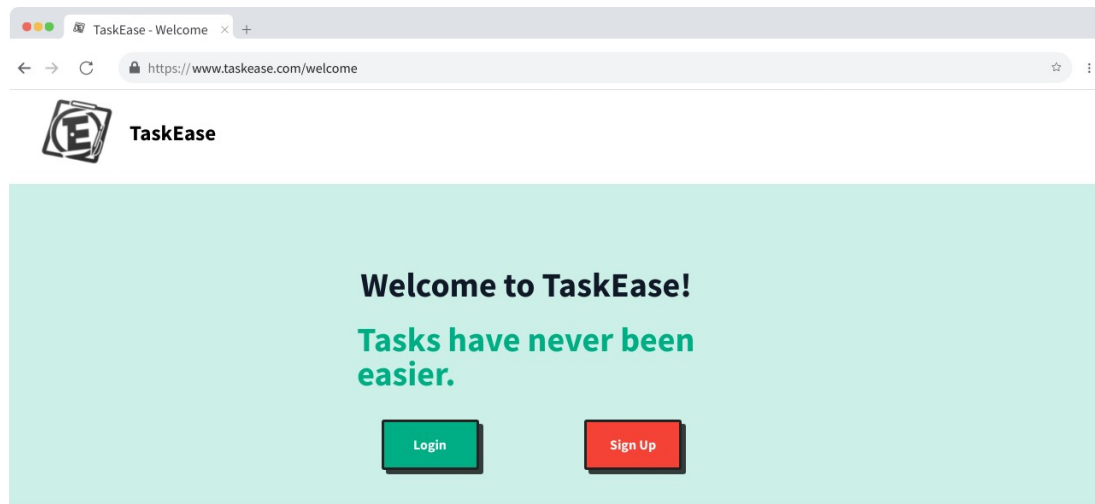 TaskEase - Welcome
https://www.taskease.com/welcome
E
TaskEase
Welcome to TaskEase!
Tasks have never been
easier.
Login
Sign Up